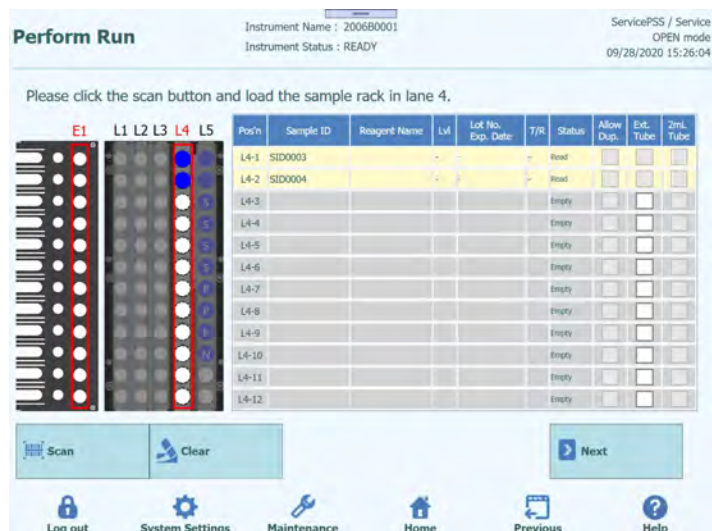 Perform Run
Instrument Name : 2006B0001
Instrument Status : READY
ServicePSS / Service
OPEN mode
09/28/2020 15:26:04
Please click the scan button and load the sample rack in lane 4.
E1 L1 L2 L3 L4 L5
Pos'n Sample ID Reagent Name Lvl Lot No. Exp. Date T/R Status Allow Dup. Ext. Tube 2mL Tube
L4-1 SID0003 - - - Read
L4-2 SID0004 - - - Read
L4-3 Empty
L4-4 Empty
L4-5 Empty
L4-6 Empty
L4-7 Empty
L4-8 Empty
L4-9 Empty
L4-10 Empty
L4-11 Empty
L4-12 Empty
Scan Clear Next
Log out System Settings Maintenance Home Previous Help